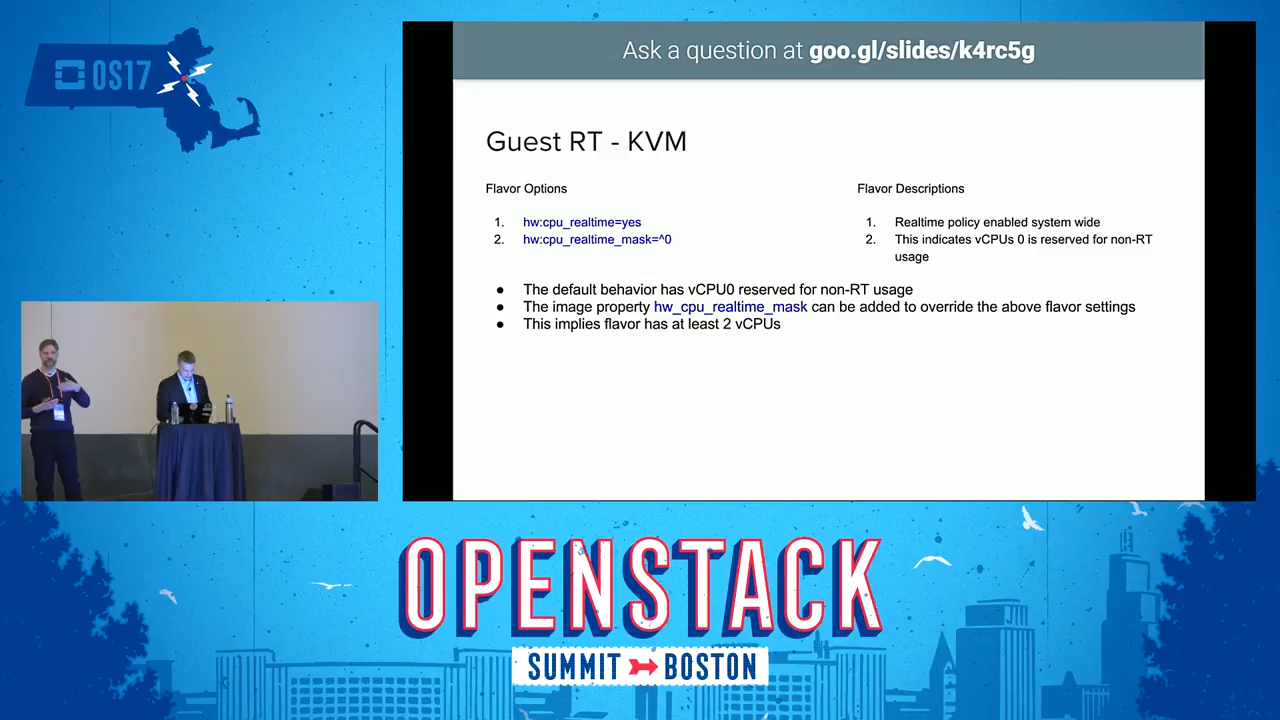 OS17
Ask a question at goo.gl/slides/k4rc5g
Guest RT - KVM
Flavor Options
1. hw:cpu_realtime=yes
2. hw:cpu_realtime_mask=^0
Flavor Descriptions
1. Realtime policy enabled system wide
2. This indicates vCPUs 0 is reserved for non-RT
usage
● The default behavior has vCPU0 reserved for non-RT usage
● The image property hw_cpu_realtime_mask can be added to override the above flavor settings
● This implies flavor has at least 2 vCPUs
OPENSTACK
SUMMIT BOSTON